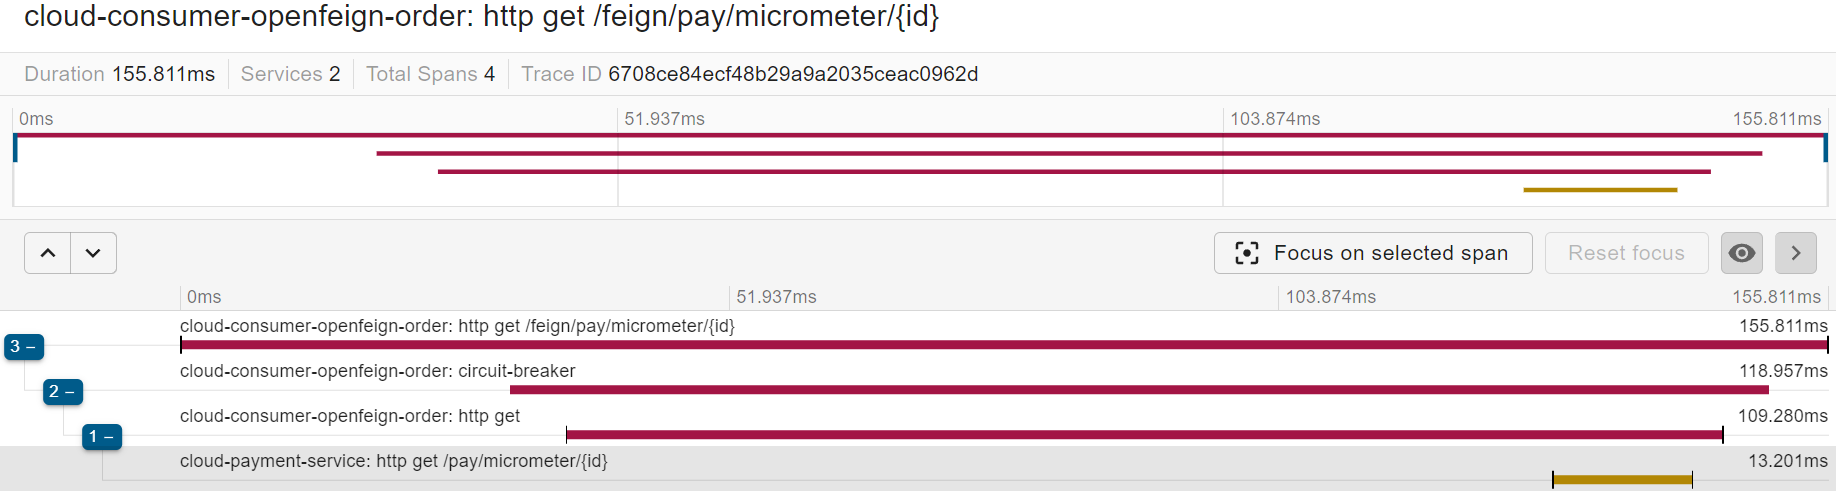 cloud-consumer-openfeign-order: http get /feign/pay/micrometer/{id}
Duration 155.811ms Services 2 Total Spans 4 Trace ID 6708ce84ecf48b29a9a2035ceac0962d
0ms 51.937ms 103.874ms 155.811ms
Focus on selected span Reset focus
0ms 51.937ms 103.874ms 155.811ms
cloud-consumer-openfeign-order: http get /feign/pay/micrometer/{id} 155.811ms
3 –
cloud-consumer-openfeign-order: circuit-breaker 118.957ms
2 –
cloud-consumer-openfeign-order: http get 109.280ms
1 –
cloud-payment-service: http get /pay/micrometer/{id} 13.201ms